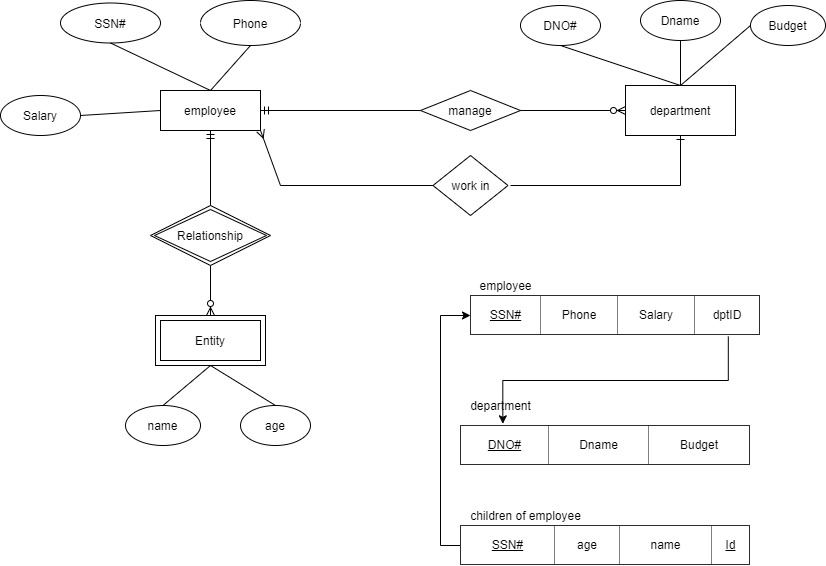 SSN#
Phone
DNO#
Dname
Budget
Salary
employee
manage
department
work in
Relationship
Entity
name
age
employee
SSN#
Phone
Salary
dptID
department
DNO#
Dname
Budget
children of employee
SSN#
age
name
Id